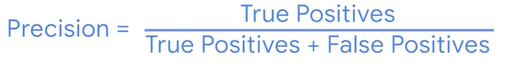 Precision =
True Positives
True Positives + False Positives